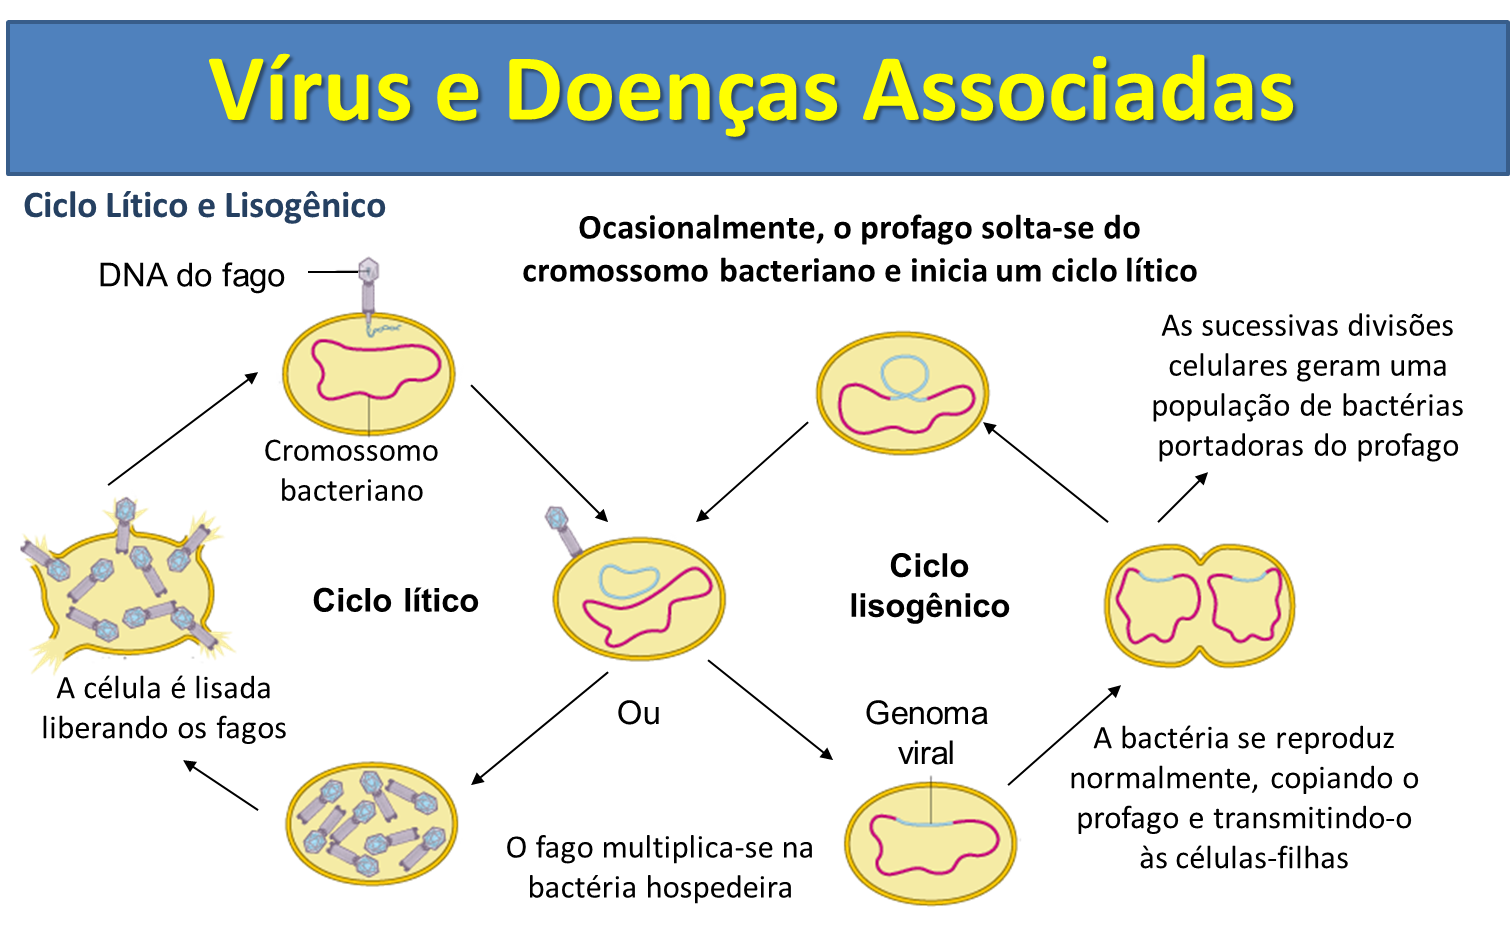 Vírus e Doenças Associadas
Ciclo Lítico e Lisogênico
Ocasionalmente, o profago solta-se do
cromossomo bacteriano e inicia um ciclo lítico
DNA do fago
As sucessivas divisões
celulares geram uma
população de bactérias
portadoras do profago
Cromossomo
bacteriano
Ciclo lítico
Ciclo
lisogênico
A célula é lisada
liberando os fagos
Ou
Genoma
viral
A bactéria se reproduz
normalmente, copiando o
profago e transmitindo-o
às células-filhas
O fago multiplica-se na
bactéria hospedeira